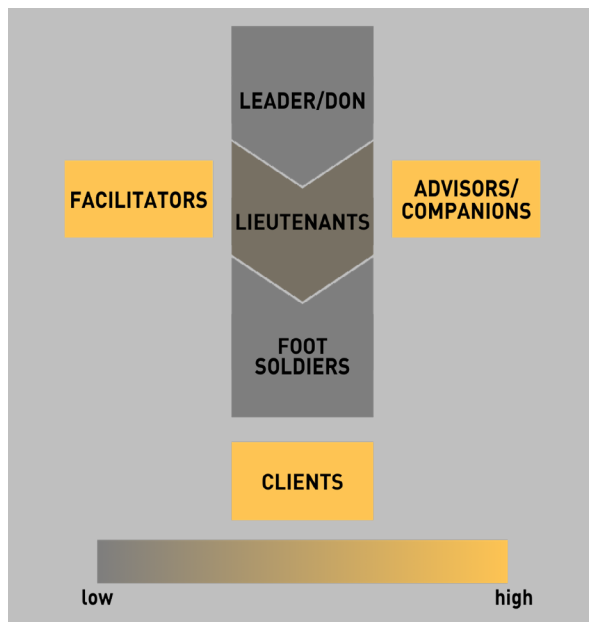 LEADER/DON
FACILITATORS
LIEUTENANTS
ADVISORS/
COMPANIONS
FOOT
SOLDIERS
CLIENTS
low
high